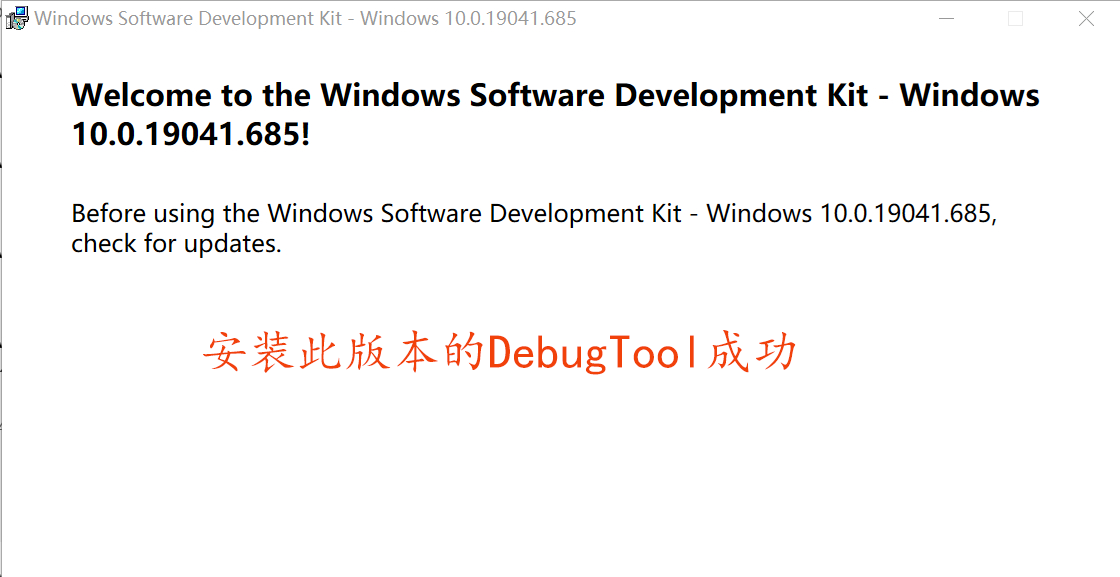 Windows Software Development Kit - Windows 10.0.19041.685
Welcome to the Windows Software Development Kit - Windows
10.0.19041.685!
Before using the Windows Software Development Kit - Windows 10.0.19041.685,
check for updates.
安装此版本的DebugTool成功